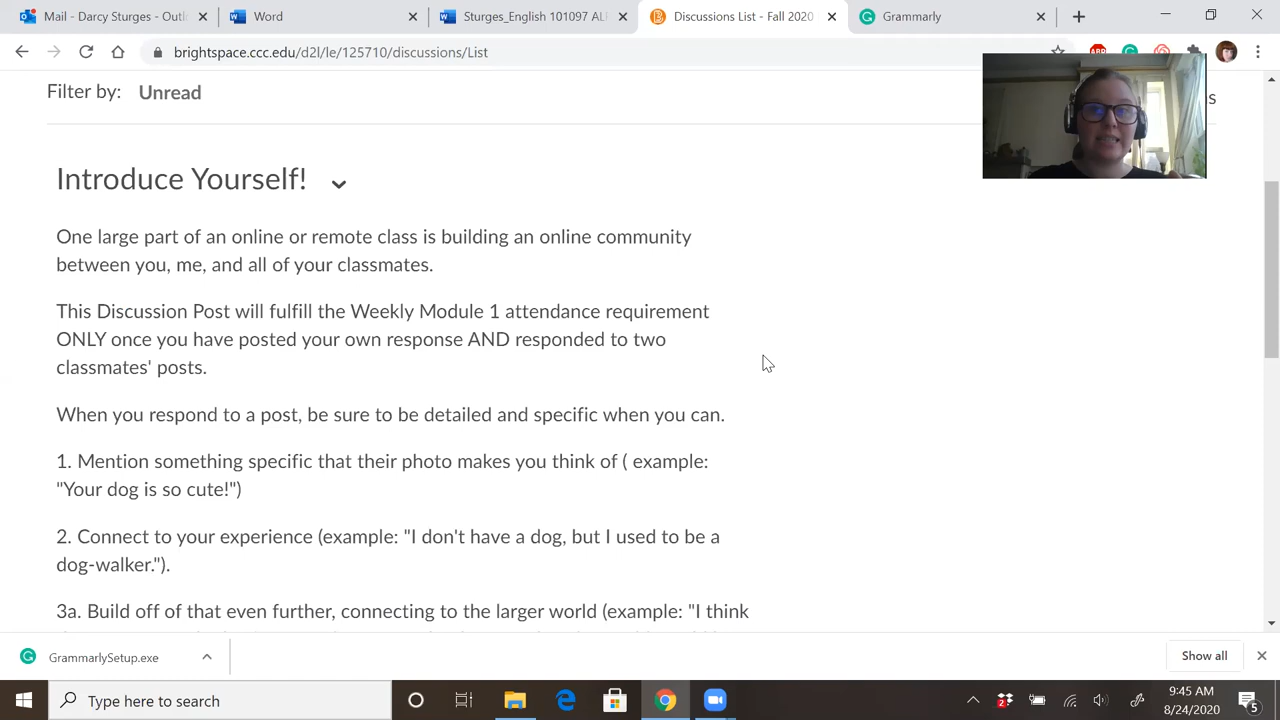 Mail - Darcy Sturges - Outl
Word
Sturges_English 101097 AL
Discussions List - Fall 2020
Grammarly
brightspace.ccc.edu/d2l/le/125710/discussions/List
ABP
Filter by: Unread
s
Introduce Yourself!
One large part of an online or remote class is building an online community
between you, me, and all of your classmates.
This Discussion Post will fulfill the Weekly Module 1 attendance requirement
ONLY once you have posted your own response AND responded to two
classmates' posts.
When you respond to a post, be sure to be detailed and specific when you can.
1. Mention something specific that their photo makes you think of ( example:
"Your dog is so cute!")
2. Connect to your experience (example: "I don't have a dog, but I used to be a
dog-walker.").
3a. Build off of that even further, connecting to the larger world (example: "I think
GrammarlySetup.exe
Show all
Type here to search
2
9:45 AM
8/24/2020
5